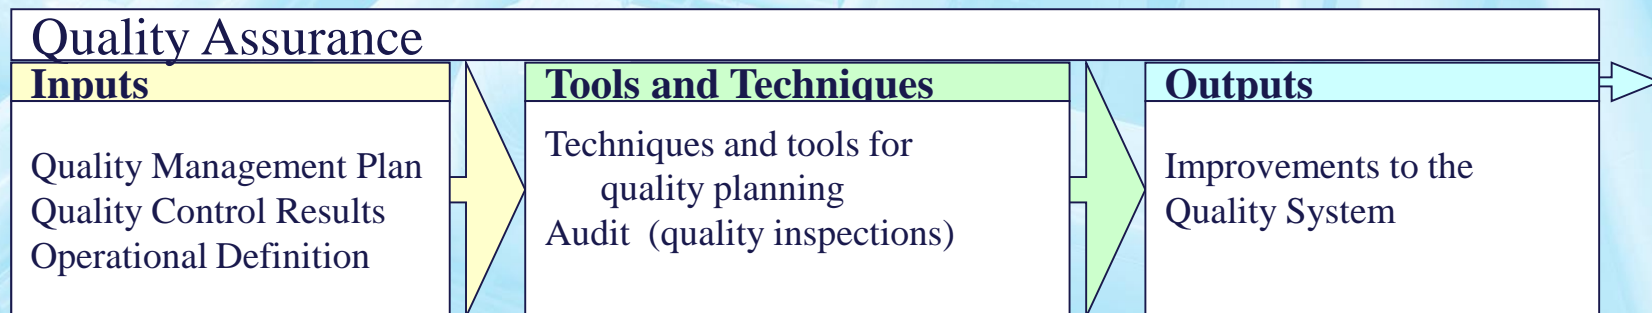 Quality Assurance
Inputs
Quality Management Plan
Quality Control Results
Operational Definition
Tools and Techniques
Techniques and tools for
quality planning
Audit (quality inspections)
Outputs
Improvements to the
Quality System